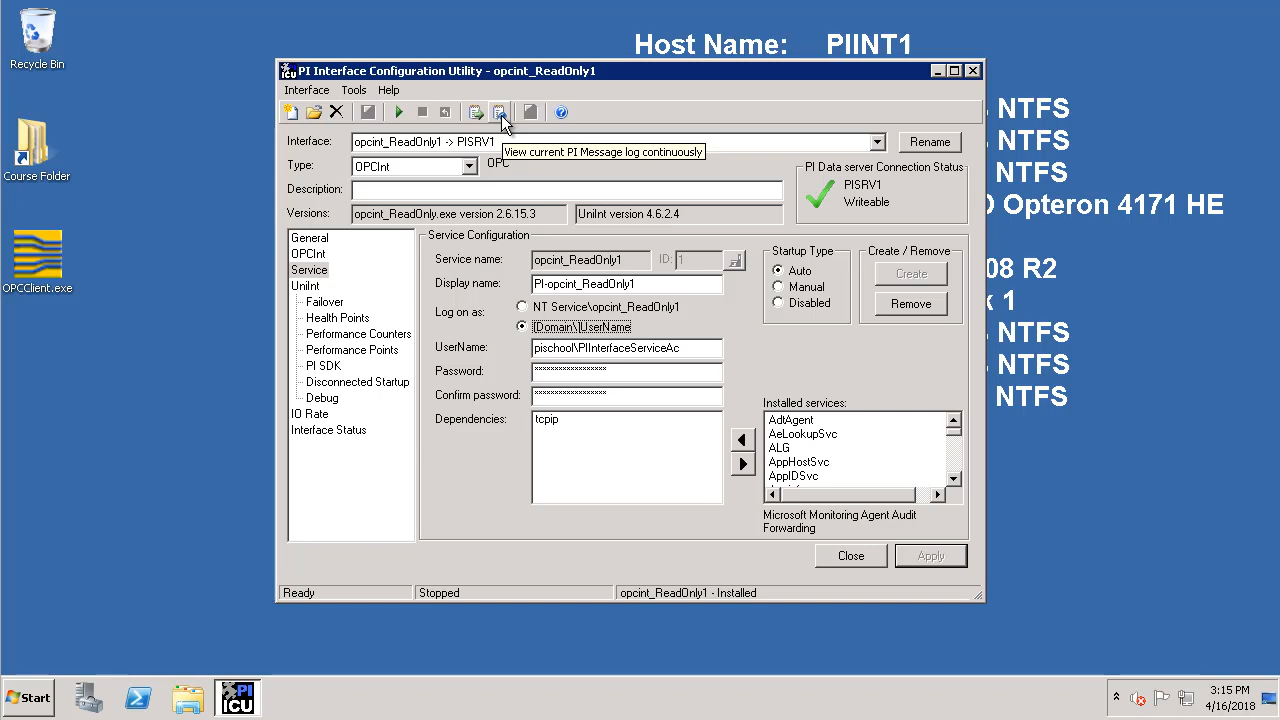 Recycle Bin
Course Folder
OPCClient.exe
Host Name: PIINT1
NTFS
NTFS
NTFS
Opteron 4171 HE
08 R2
1
NTFS
NTFS
NTFS
PI ICU
PI Interface Configuration Utility - opcint_ReadOnly1
Interface Tools Help
Interface: opcint_ReadOnly1 -> PISRV1 Rename
View current PI Message log continuously
Type: OPCInt OPC
Description:
Versions: opcint_ReadOnly.exe version 2.6.15.3 UniInt version 4.6.2.4
PI Data server Connection Status
PISRV1
Writeable
General
OPCInt
Service
UniInt
Failover
Health Points
Performance Counters
Performance Points
PI SDK
Disconnected Startup
Debug
IO Rate
Interface Status
Service Configuration
Service name: opcint_ReadOnly1 ID: 1
Display name: PI-opcint_ReadOnly1
Log on as: NT Service\opcint_ReadOnly1
[Domain\]UserName
UserName: pischool\PIInterfaceServiceAc
Password: *****************
Confirm password: *****************
Dependencies: tcpip
Startup Type
Auto
Manual
Disabled
Create / Remove
Create
Remove
Installed services:
AdtAgent
AeLookupSvc
ALG
AppHostSvc
AppIDSvc
Microsoft Monitoring Agent Audit
Forwarding
Close Apply
Ready Stopped opcint_ReadOnly1 - Installed
Start
PI
ICU
3:15 PM
4/16/2018